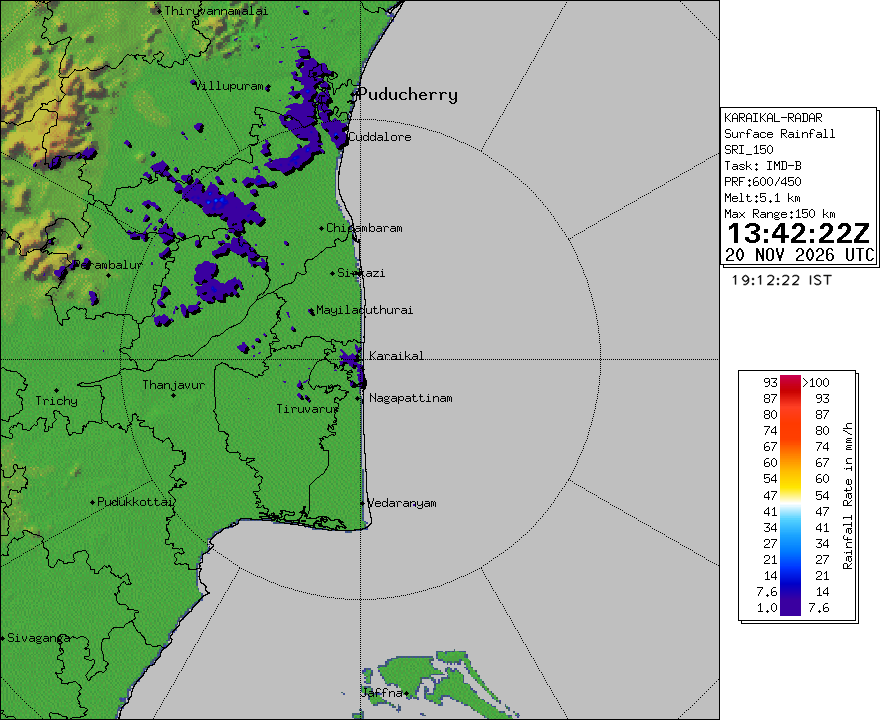 Thiruvannamalai
Villupuram
Puducherry
Cuddalore
Chidambaram
Perambalur
Sirkazi
Mayiladuthurai
Karaikal
Thanjavur
Trichy
Nagapattinam
Tiruvarur
Pudukkottai
Vedaranyam
Sivaganga
Jaffna
KARAIKAL-RADAR
Surface Rainfall
SRI_150
Task: IMD-B
PRF:600/450
Melt:5.1 km
Max Range:150 km
13:42:22Z
20 NOV 2026 UTC
19:12:22 IST
93 >100
87 93
80 87
74 80
67 74
60 67
54 60
47 54
41 47
34 41
27 34
21 27
14 21
7.6 14
1.0 7.6
Rainfall Rate in mm/h